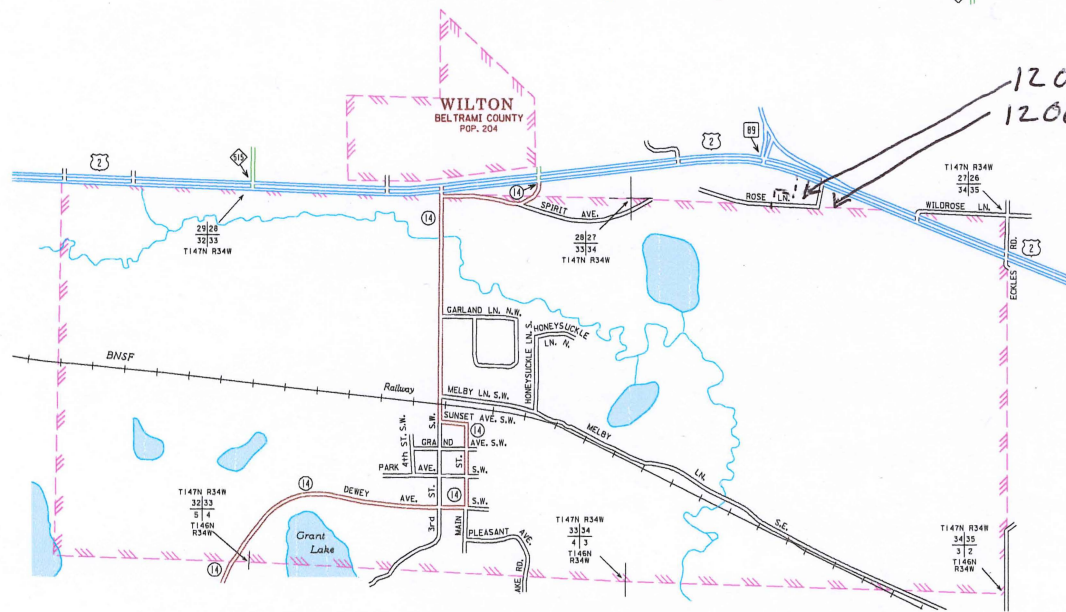 WILTON
BELTRAMI COUNTY
POP. 204
120
1200
2
515
2
89
T147N R34W
27|26
34|35
14
14
ROSE LN.
WILDROSE LN.
SPIRIT AVE.
29|28
32|33
T147N R34W
28|27
33|34
T147N R34W
ECKLES RD.
2
GARLAND LN. N.W.
HONEYSUCKLE LN. S.
HONEYSUCKLE
LN. N.
BNSF
Railway
MELBY LN. S.W.
S.W.
SUNSET AVE. S.W.
14
MELBY
LN.
S.E.
4th ST. S.W.
GRAND AVE. S.W.
PARK AVE.
ST.
S.W.
T147N R34W
32|33
5|4
T146N
R34W
14
DEWEY AVE.
ST.
14
S.W.
3rd
MAIN
PLEASANT AVE.
Grant
Lake
RD.
14
T147N R34W
33|34
4|3
T146N
R34W
T147N R34W
34|35
3|2
T146N
R34W